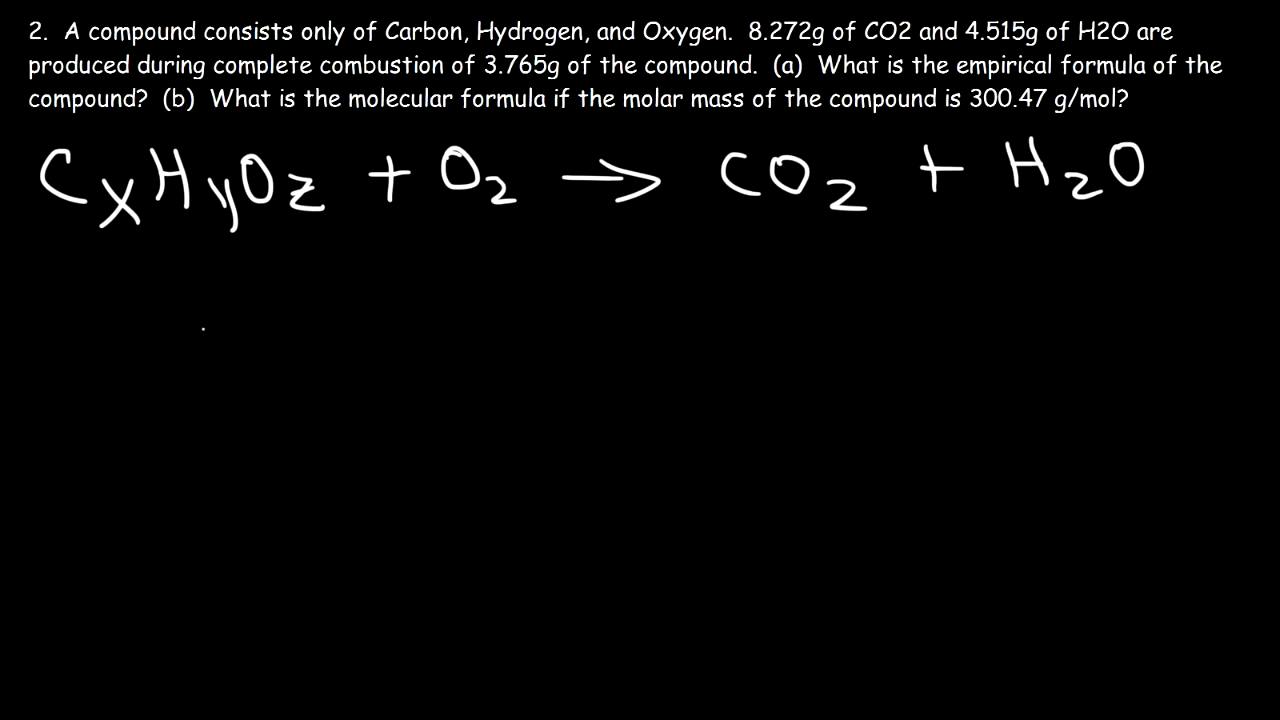 2. A compound consists only of Carbon, Hydrogen, and Oxygen. 8.272g of CO2 and 4.515g of H2O are
produced during complete combustion of 3.765g of the compound. (a) What is the empirical formula of the
compound? (b) What is the molecular formula if the molar mass of the compound is 300.47 g/mol?
CxHyOz + O2 → CO2 + H2O